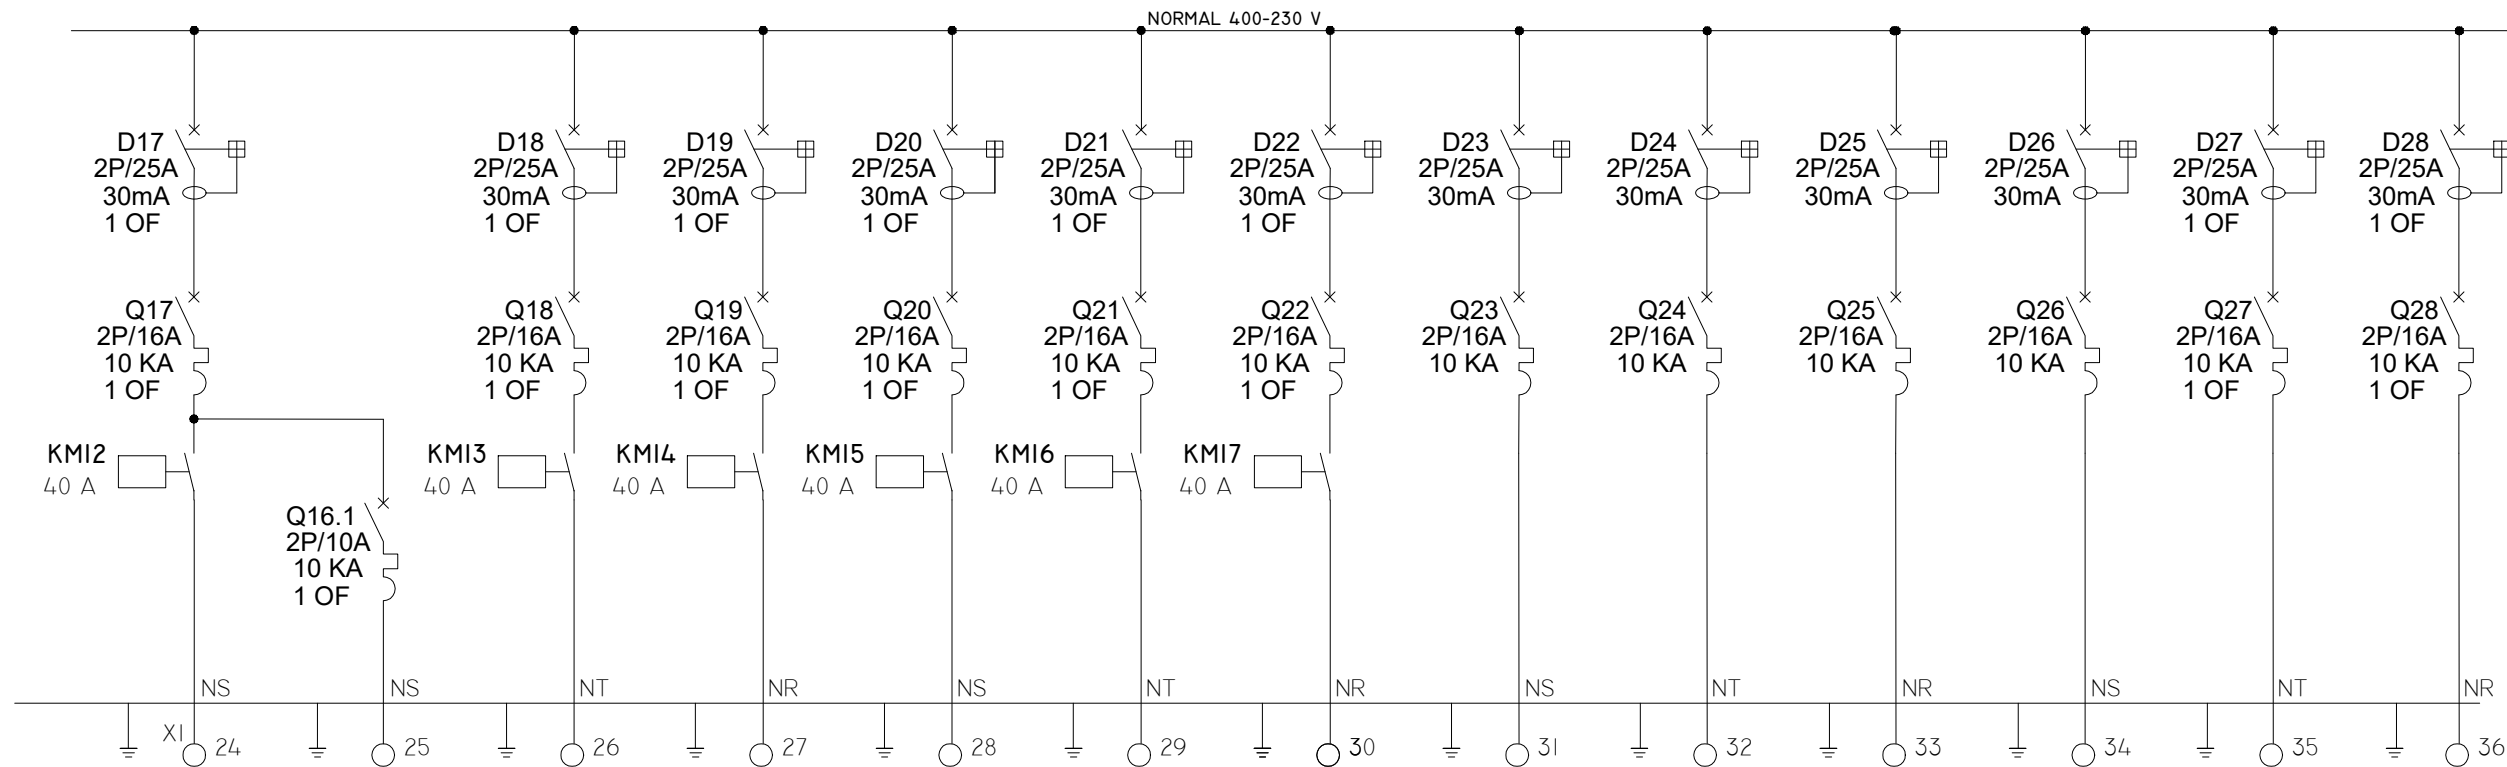 NORMAL 400-230 V
D17
2P/25A
30mA
1 OF
D18
2P/25A
30mA
1 OF
D19
2P/25A
30mA
1 OF
D20
2P/25A
30mA
1 OF
D21
2P/25A
30mA
1 OF
D22
2P/25A
30mA
1 OF
D23
2P/25A
30mA
D24
2P/25A
30mA
D25
2P/25A
30mA
D26
2P/25A
30mA
D27
2P/25A
30mA
1 OF
D28
2P/25A
30mA
1 OF
Q17
2P/16A
10 KA
1 OF
Q18
2P/16A
10 KA
1 OF
Q19
2P/16A
10 KA
1 OF
Q20
2P/16A
10 KA
1 OF
Q21
2P/16A
10 KA
1 OF
Q22
2P/16A
10 KA
1 OF
Q23
2P/16A
10 KA
Q24
2P/16A
10 KA
Q25
2P/16A
10 KA
Q26
2P/16A
10 KA
Q27
2P/16A
10 KA
1 OF
Q28
2P/16A
10 KA
1 OF
KM12
40 A
KM13
40 A
KM14
40 A
KM15
40 A
KM16
40 A
KM17
40 A
Q16.1
2P/10A
10 KA
1 OF
NS
NS
NT
NR
NS
NT
NR
NS
NT
NR
NS
NT
NR
X1
24
25
26
27
28
29
30
31
32
33
34
35
36